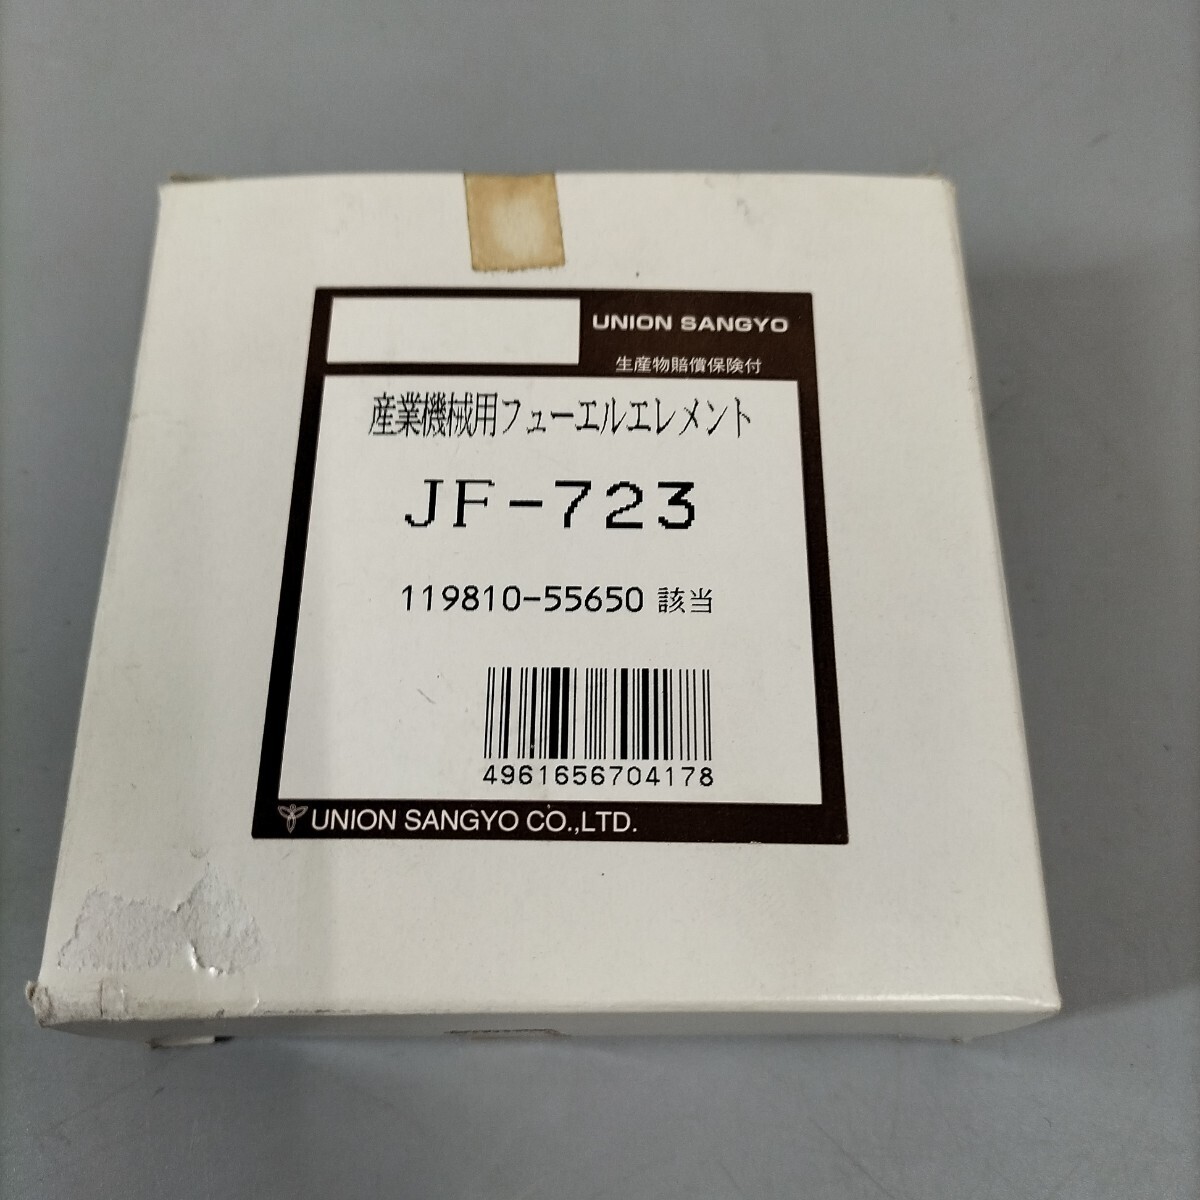 UNION SANGYO
生産物賠償保険付
産業機械用フューエルエレメント
JF-723
119810-55650 該当
4961656704178
UNION SANGYO CO.,LTD.